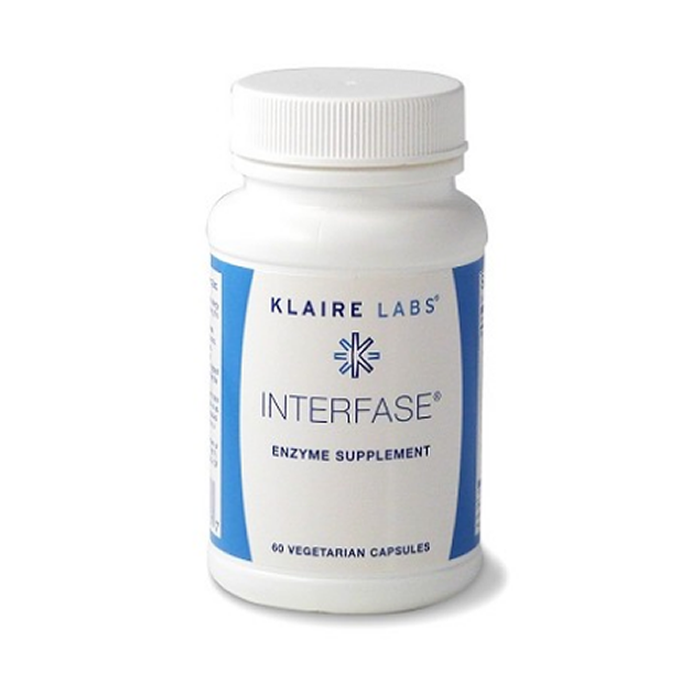 KLAIRE LABS®
INTERFASE®
ENZYME SUPPLEMENT
60 VEGETARIAN CAPSULES